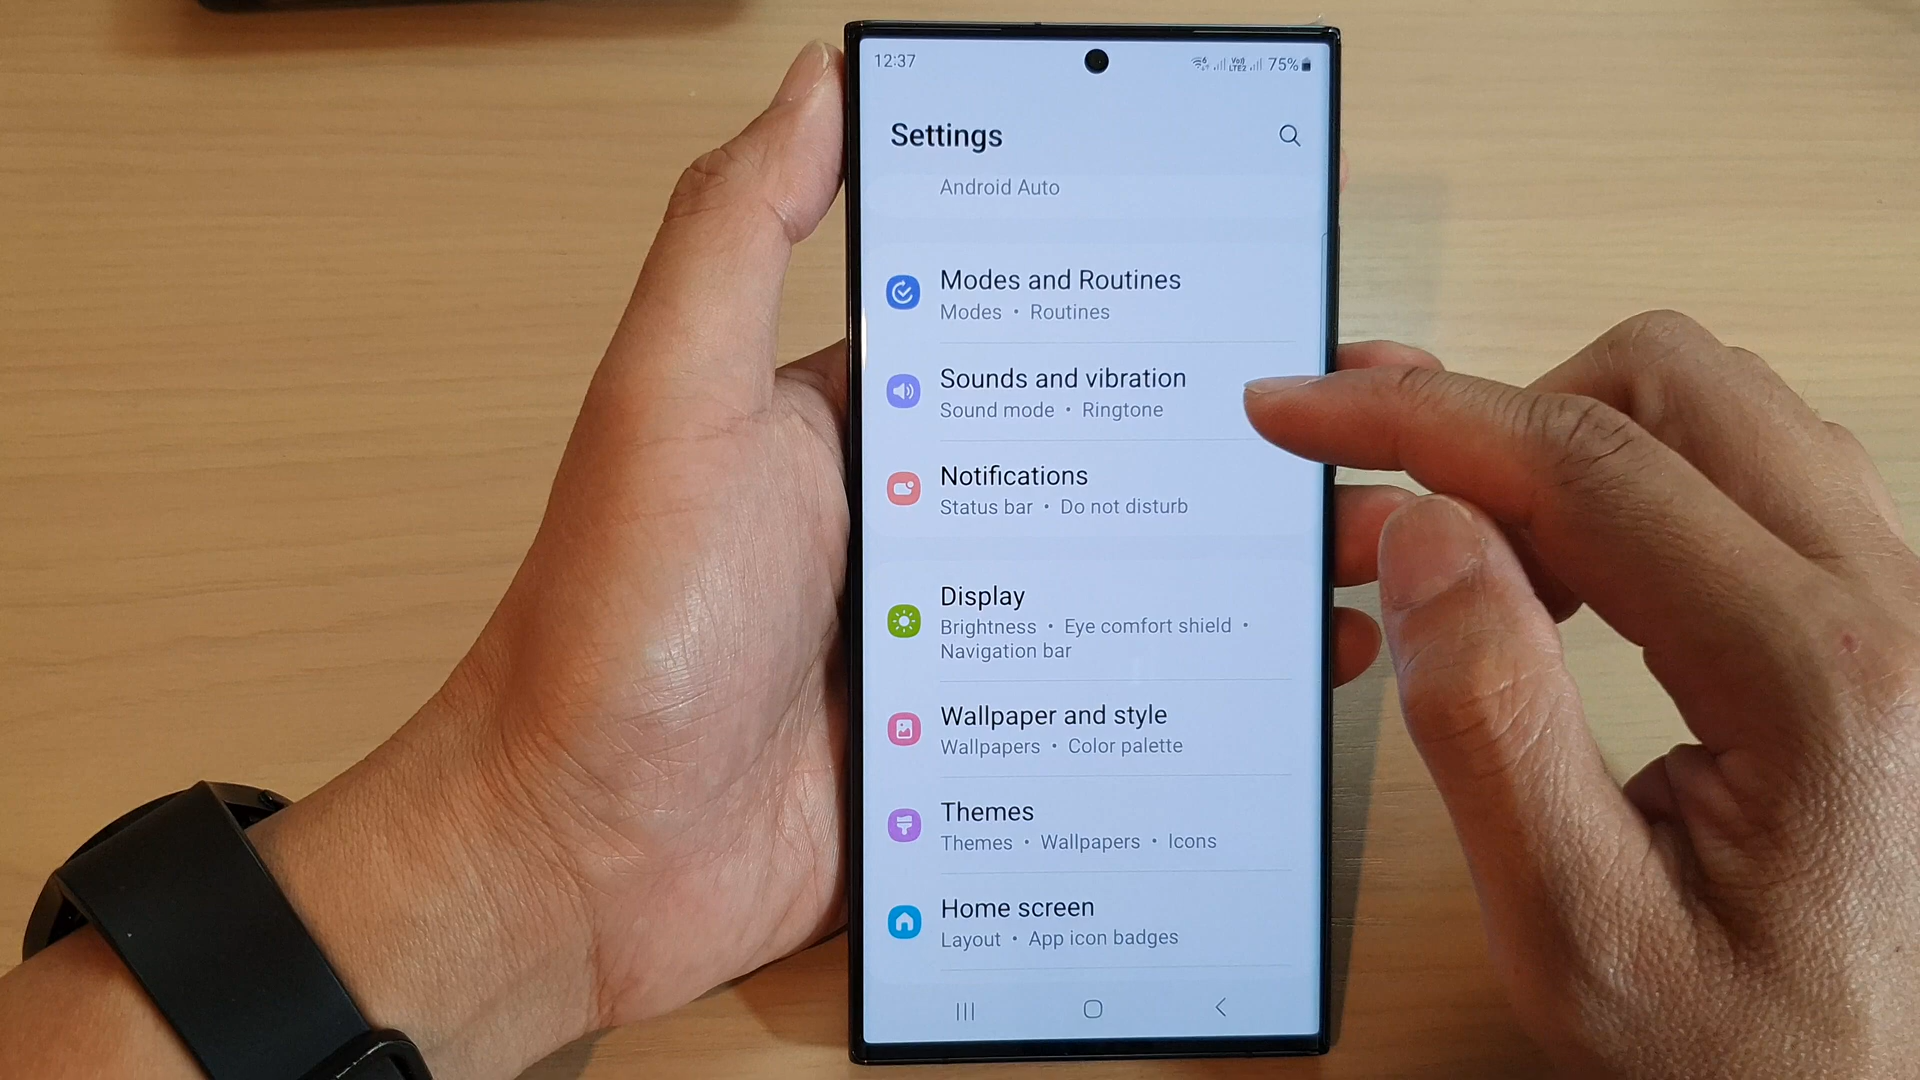 12:37
Vo)) LTE2 75%
Settings
Android Auto
Modes and Routines
Modes • Routines
Sounds and vibration
Sound mode • Ringtone
Notifications
Status bar • Do not disturb
Display
Brightness • Eye comfort shield •
Navigation bar
Wallpaper and style
Wallpapers • Color palette
Themes
Themes • Wallpapers • Icons
Home screen
Layout • App icon badges